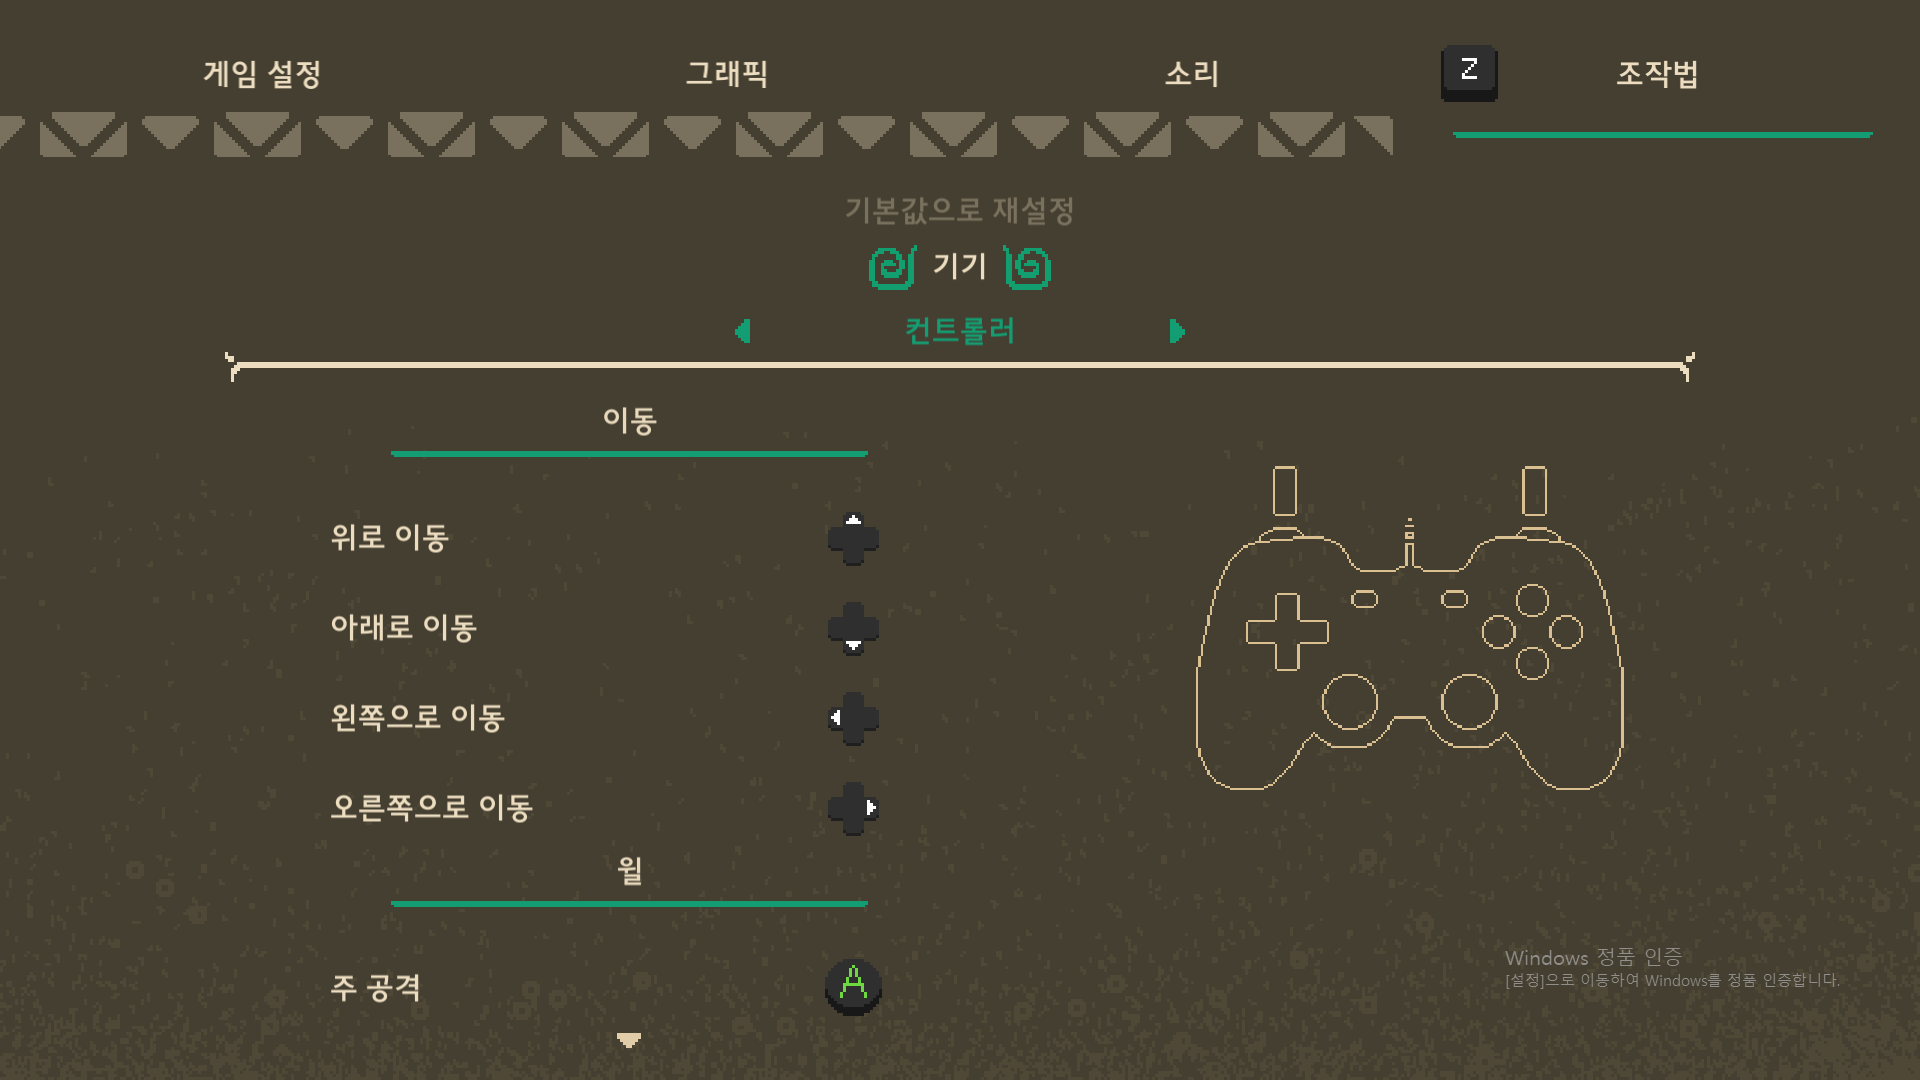 게임 설정
그래픽
소리
Z
조작법
기본값으로 재설정
기기
컨트롤러
이동
위로 이동
아래로 이동
왼쪽으로 이동
오른쪽으로 이동
윌
주 공격
A
Windows 정품 인증
[설정]으로 이동하여 Windows를 정품 인증합니다.